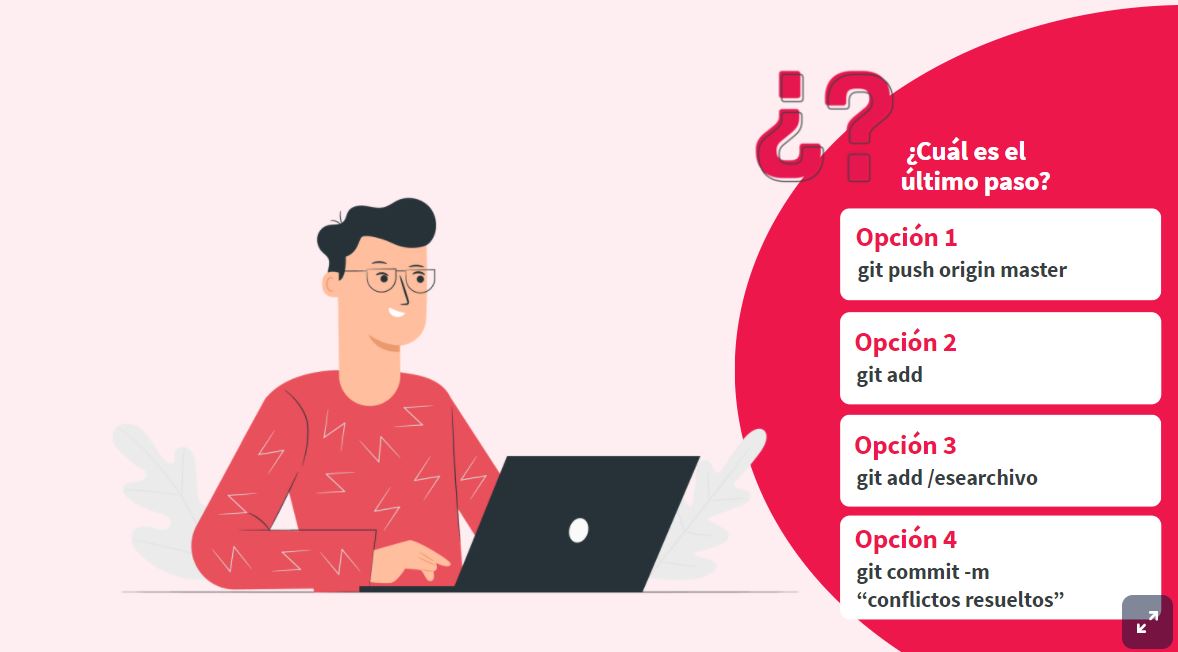 ¿?
¿Cuál es el
último paso?
Opción 1
git push origin master
Opción 2
git add
Opción 3
git add /esearchivo
Opción 4
git commit -m
“conflictos resueltos”